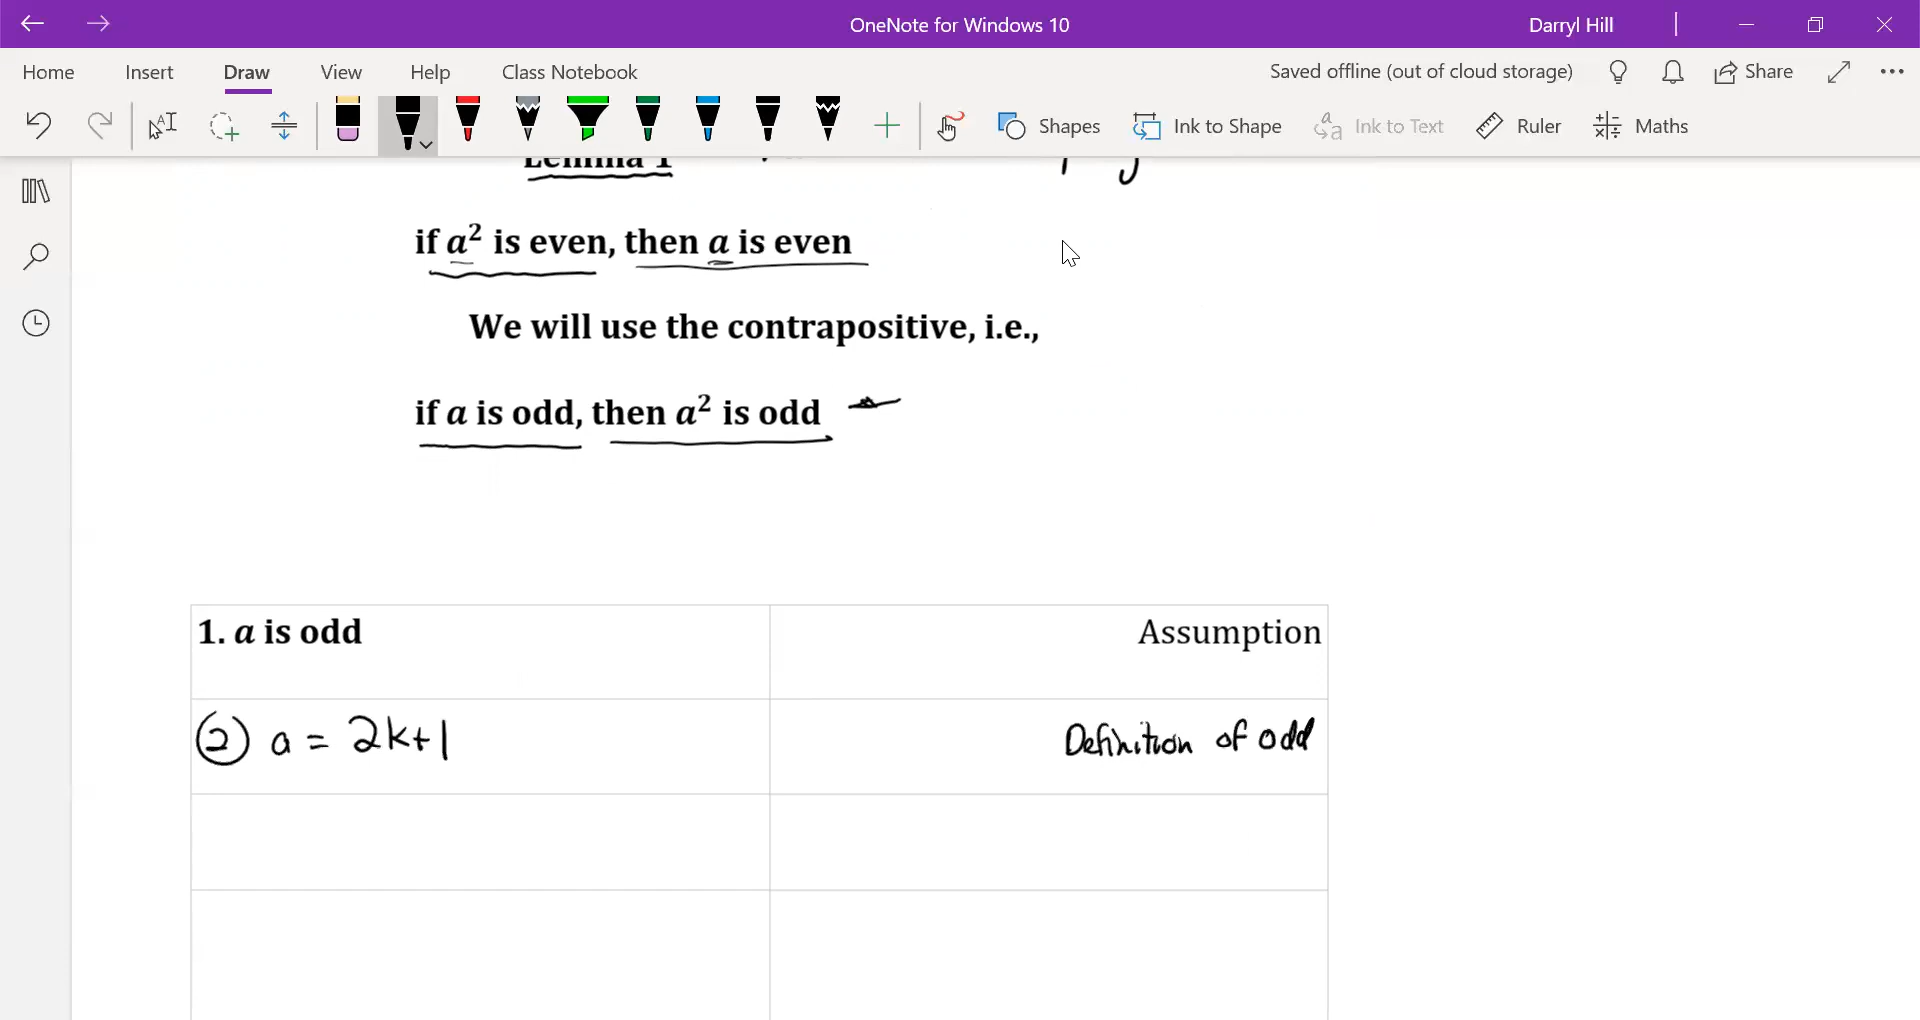 OneNote for Windows 10
Darryl Hill
Home Insert Draw View Help Class Notebook
Saved offline (out of cloud storage) Share
Shapes Ink to Shape Ink to Text Ruler Maths
Lemma 1
if a² is even, then a is even
We will use the contrapositive, i.e.,
if a is odd, then a² is odd
1. a is odd Assumption
② a = 2k+1 Definition of odd